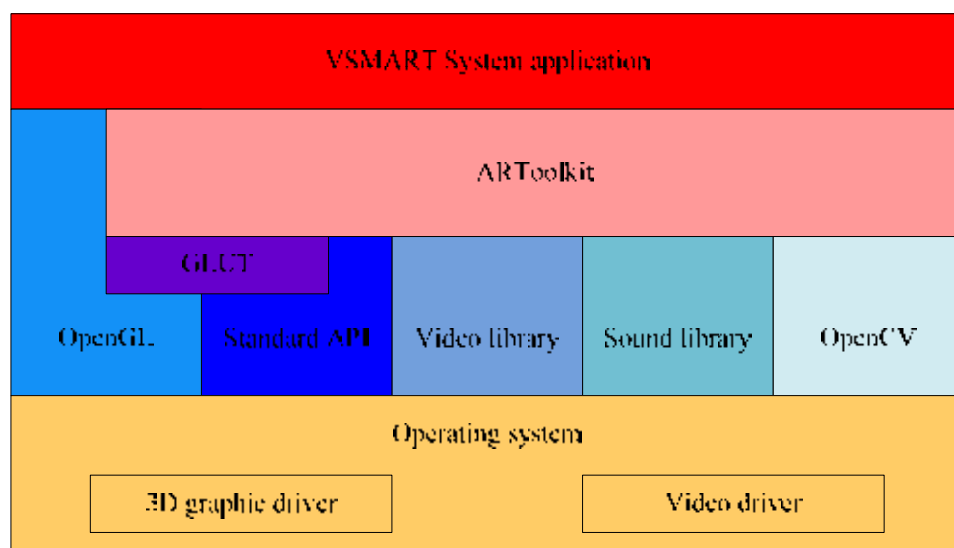 VSMART System application
ARToolkit
GLUT
OpenGL
Standard API
Video library
Sound library
OpenCV
Operating system
3D graphic driver
Video driver